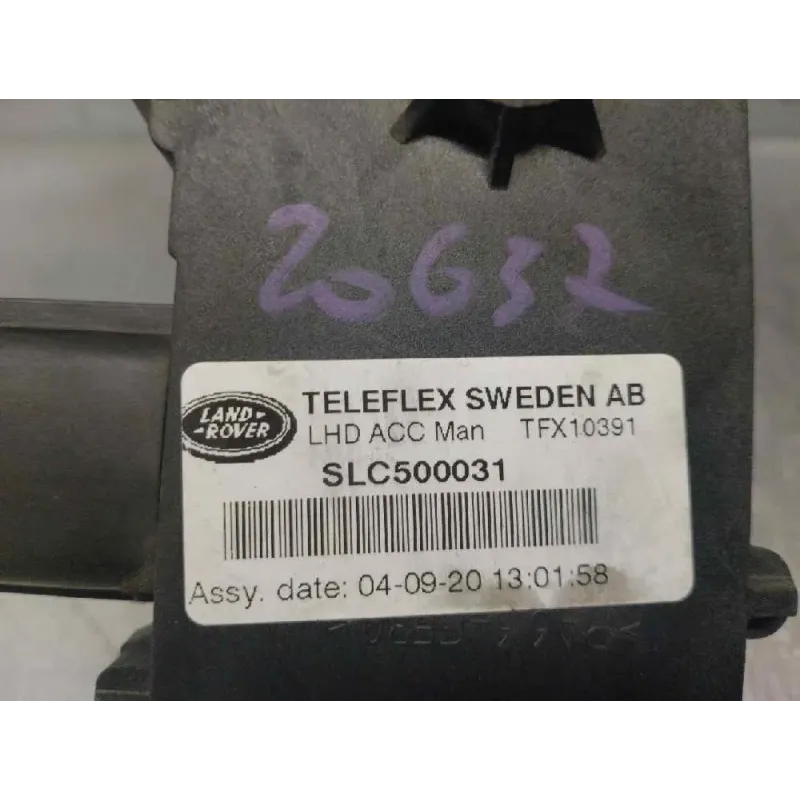 20632
LAND
ROVER
TELEFLEX SWEDEN AB
LHD ACC Man TFX10391
SLC500031
Assy. date: 04-09-20 13:01:58